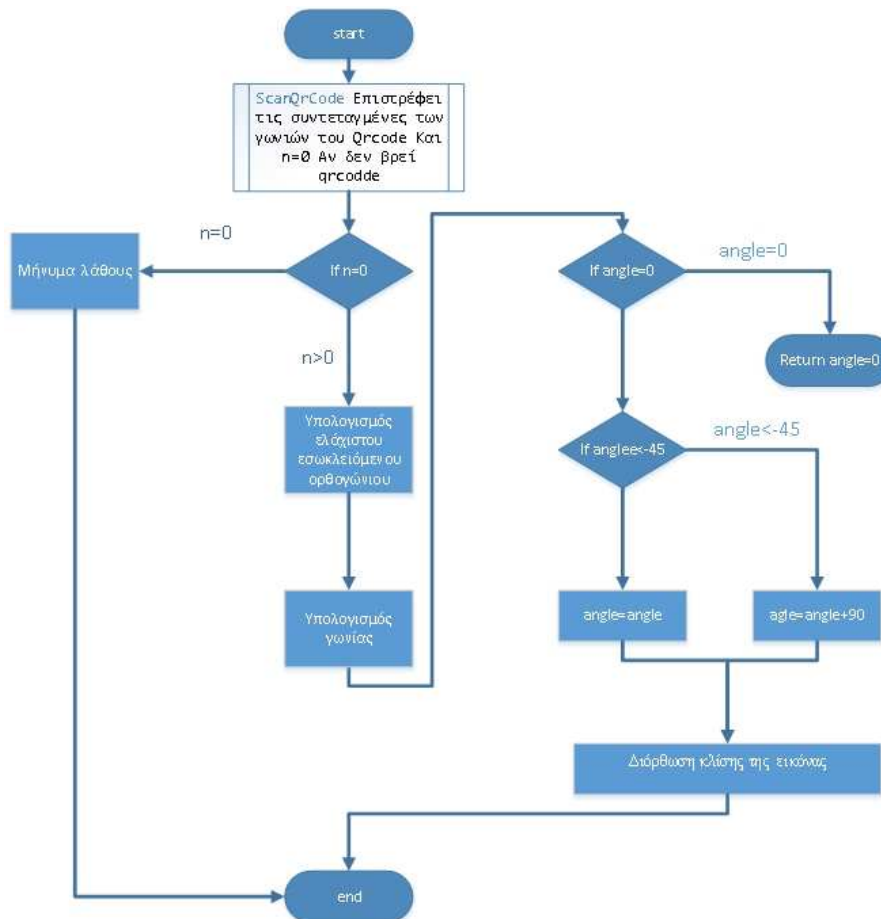 start
ScanQrCode Επιστρέφει
τις συντεταγμένες των
γωνιών του Qrcode Και
n=0 Αν δεν βρεί
qrcodde
n=0
If n=0
Μήνυμα λάθους
n>0
Υπολογισμός
ελάχιστου
εσωκλειόμενου
ορθογώνιου
Υπολογισμός
γωνίας
If angle=0
angle=0
Return angle=0
If anglee<-45
angle<-45
angle=angle
agle=angle+90
Διόρθωση κλίσης της εικόνας
end